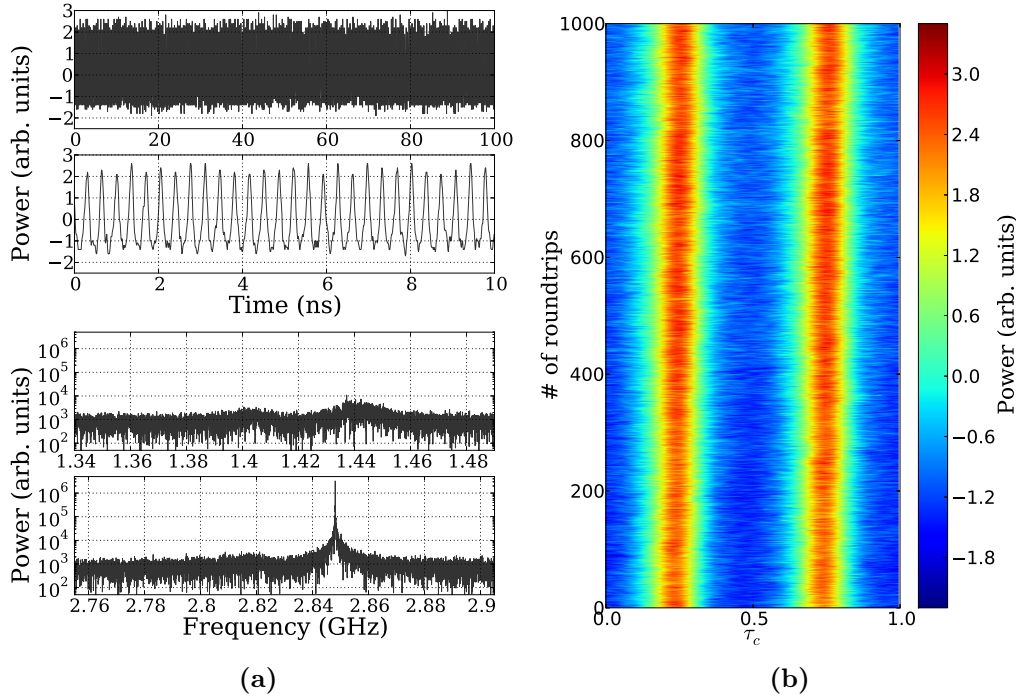 3
2
1
0
−1
−2
0 20 40 60 80 100
3
2
1
0
−1
−2
0 2 4 6 8 10
Time (ns)
Power (arb. units)
10^6
10^5
10^4
10^3
10^2
1.34 1.36 1.38 1.4 1.42 1.44 1.46 1.48
10^6
10^5
10^4
10^3
10^2
2.76 2.78 2.8 2.82 2.84 2.86 2.88 2.9
Frequency (GHz)
Power (arb. units)
(a)
1000
800
600
400
200
0
# of roundtrips
0.0 0.5 1.0
τ_c
3.0
2.4
1.8
1.2
0.6
0.0
−0.6
−1.2
−1.8
Power (arb. units)
(b)